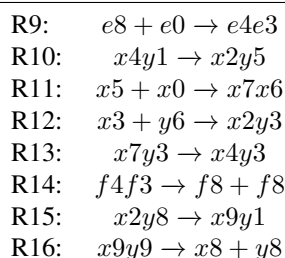 R9: e8 + e0 → e4e3
R10: x4y1 → x2y5
R11: x5 + x0 → x7x6
R12: x3 + y6 → x2y3
R13: x7y3 → x4y3
R14: f4f3 → f8 + f8
R15: x2y8 → x9y1
R16: x9y9 → x8 + y8